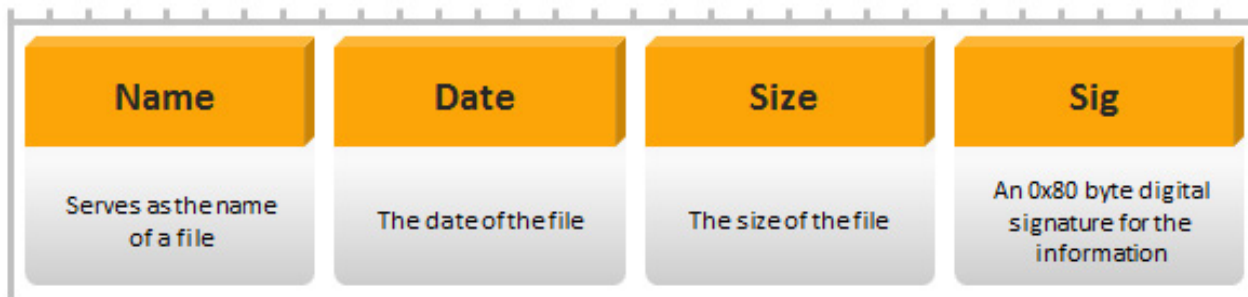 Name
Serves as the name
of a file
Date
The date of the file
Size
The size of the file
Sig
An 0x80 byte digital
signature for the
information